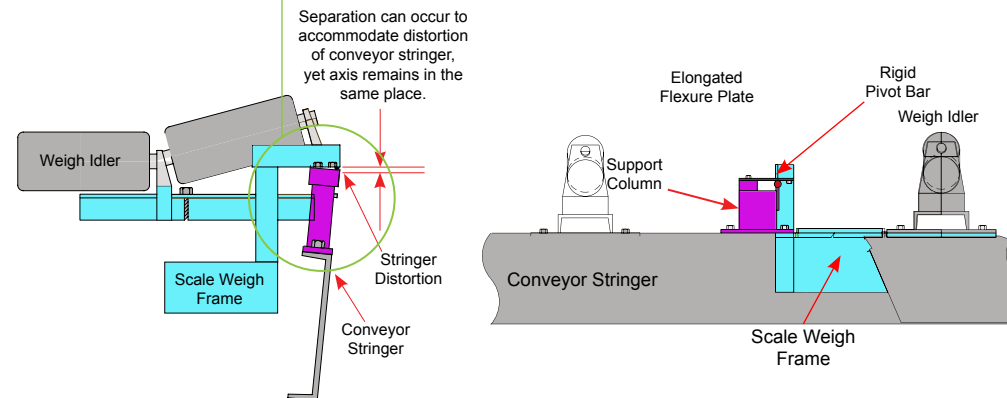 Separation can occur to
accommodate distortion
of conveyor stringer,
yet axis remains in the
same place.
Weigh Idler
Scale Weigh
Frame
Stringer
Distortion
Conveyor
Stringer
Elongated
Flexure Plate
Rigid
Pivot Bar
Weigh Idler
Support
Column
Conveyor Stringer
Scale Weigh
Frame